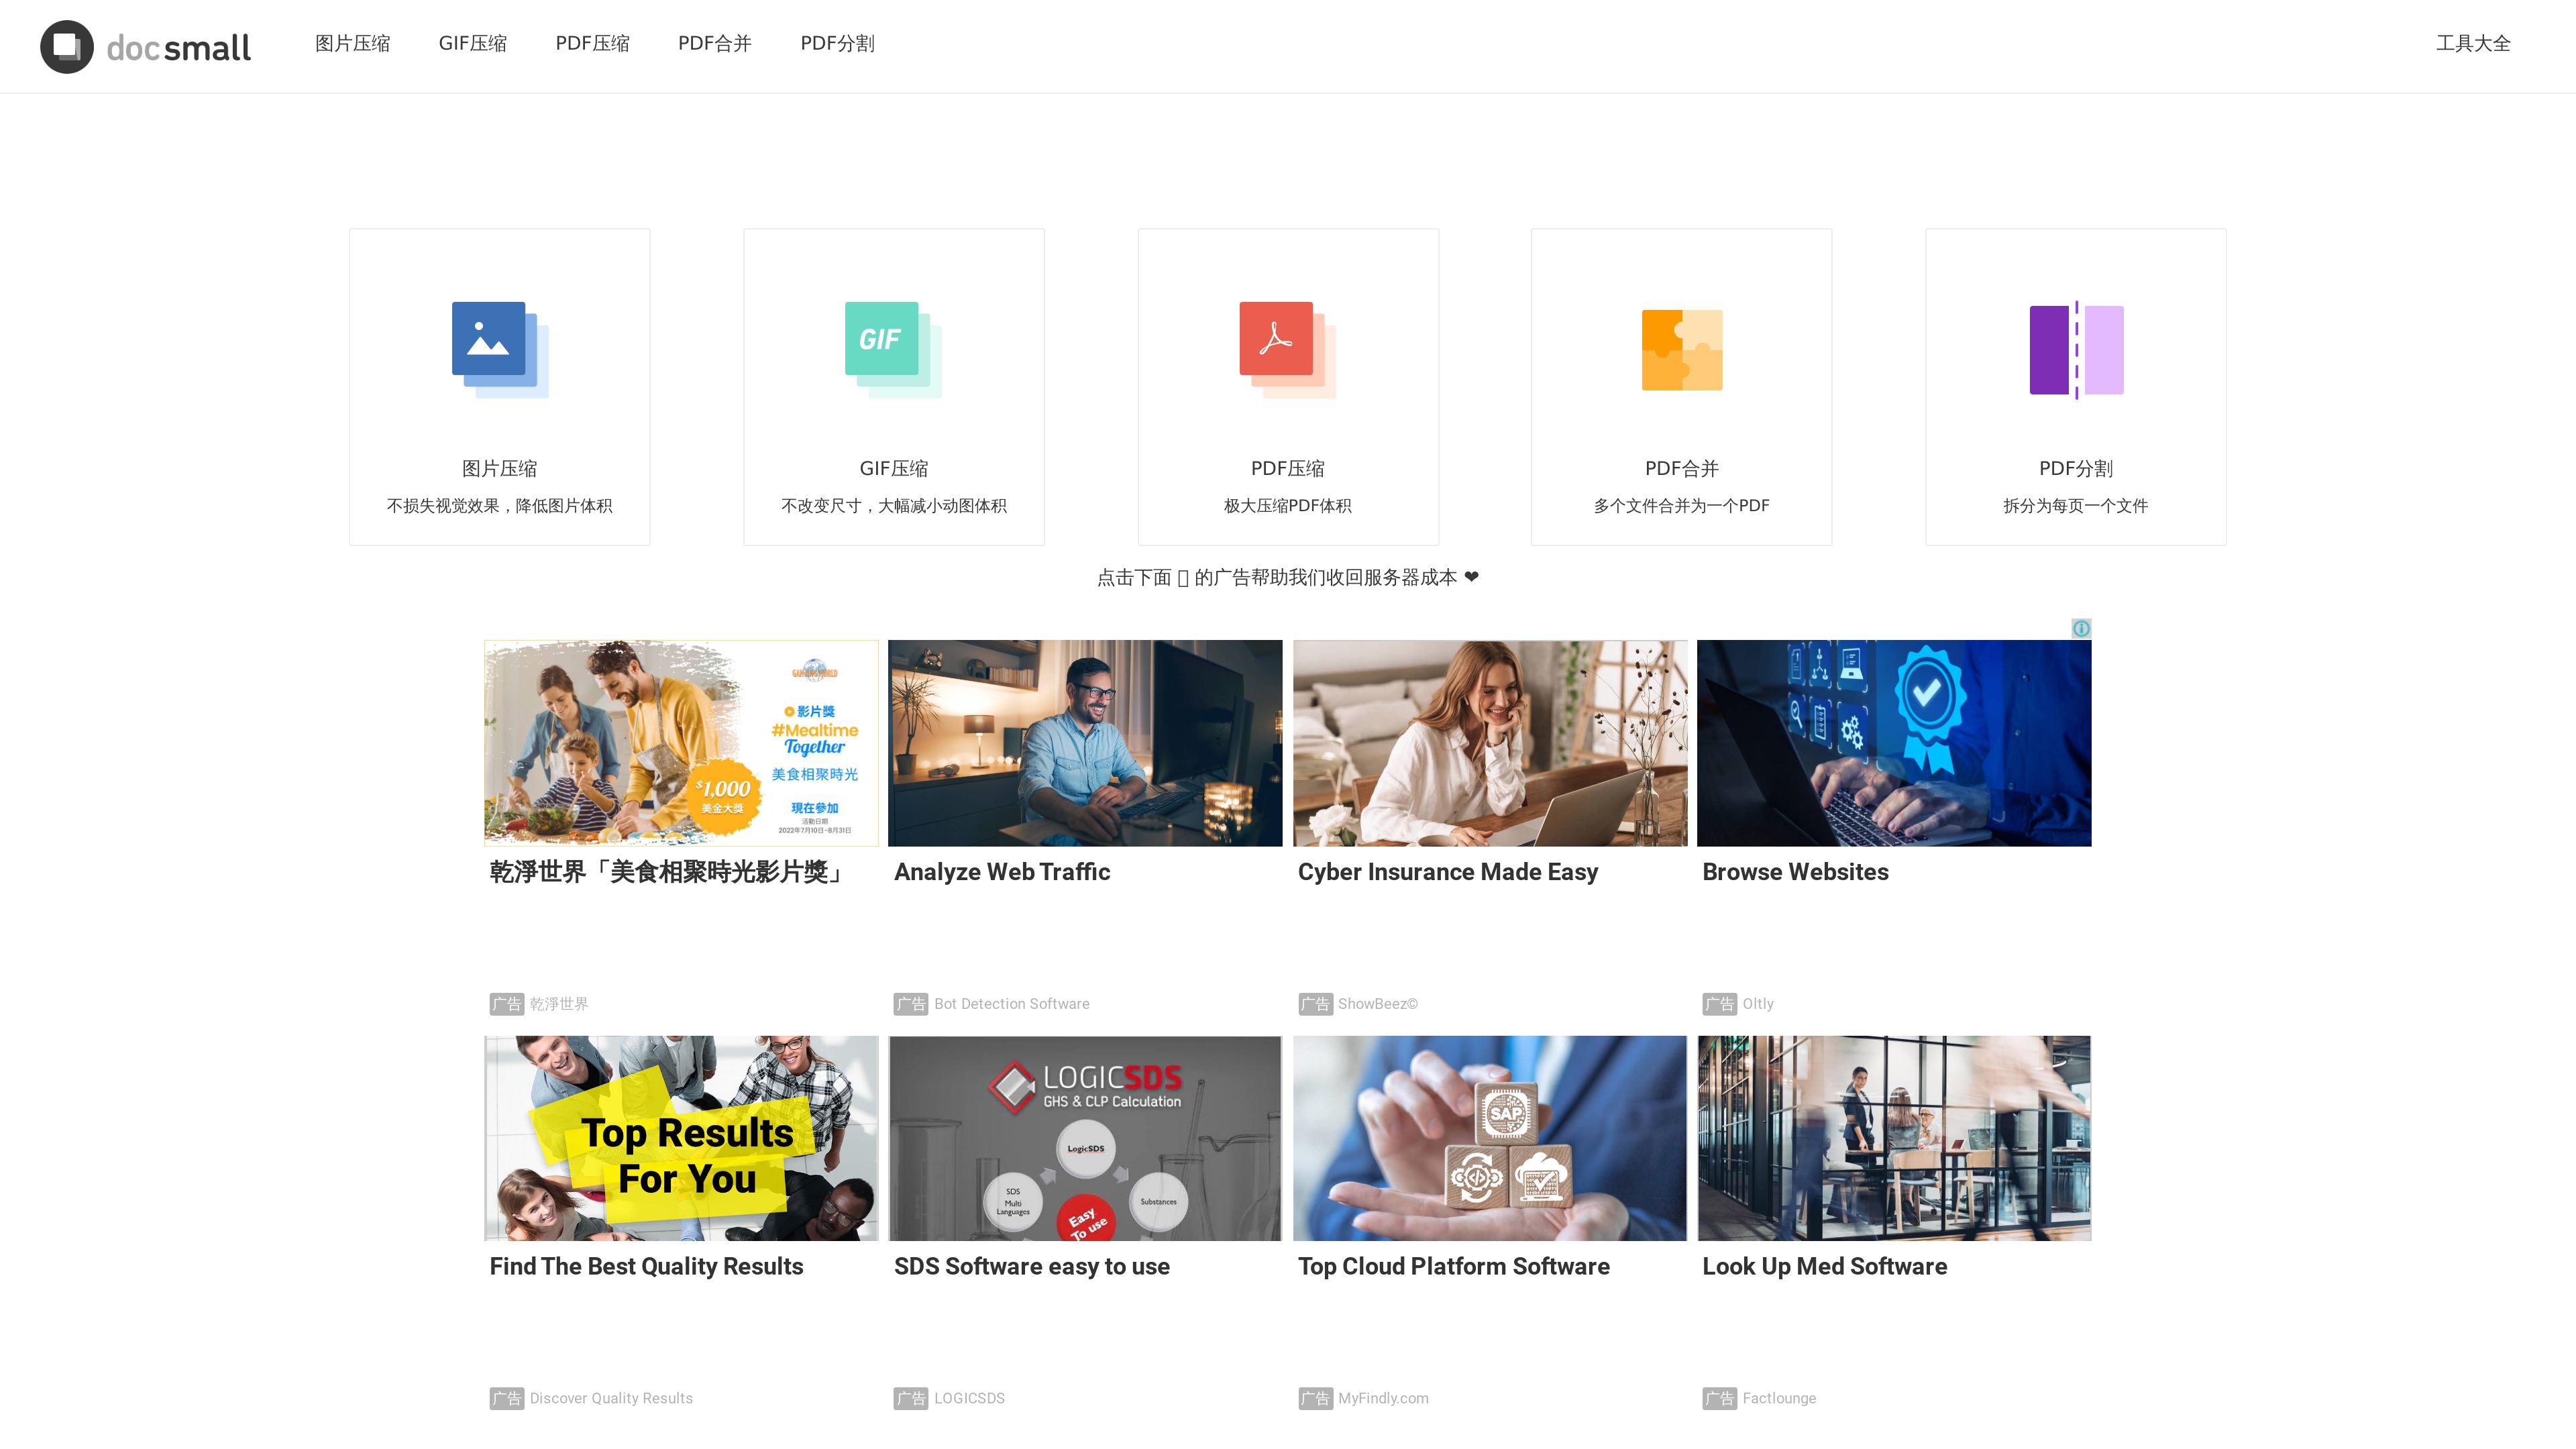 docsmall
图片压缩
GIF压缩
PDF压缩
PDF合并
PDF分割
工具大全
GIF
图片压缩
不损失视觉效果，降低图片体积
GIF压缩
不改变尺寸，大幅减小动图体积
PDF压缩
极大压缩PDF体积
PDF合并
多个文件合并为一个PDF
PDF分割
拆分为每页一个文件
点击下面 的广告帮助我们收回服务器成本 ❤
影片獎
#Mealtime
Together
美食相聚時光
$1,000
美金大獎
現在參加
活動日期
2022年7月10日-8月31日
乾淨世界「美食相聚時光影片獎」
Analyze Web Traffic
Cyber Insurance Made Easy
Browse Websites
广告 乾淨世界
广告 Bot Detection Software
广告 ShowBeez©
广告 Oltly
Top Results
For You
LOGICSDS
GHS & CLP Calculation
LogicSDS
SDS
Multi
Languages
Substances
Easy
To use
SAP
Find The Best Quality Results
SDS Software easy to use
Top Cloud Platform Software
Look Up Med Software
广告 Discover Quality Results
广告 LOGICSDS
广告 MyFindly.com
广告 Factlounge